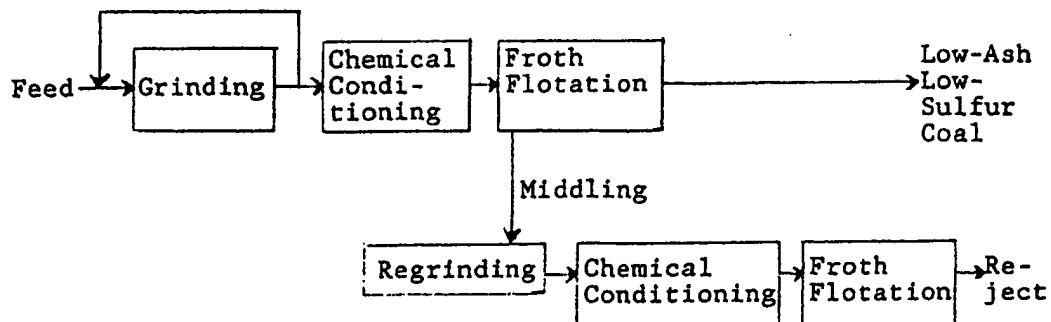 Feed
Grinding
Chemical
Condi-
tioning
Froth
Flotation
Low-Ash
Low-
Sulfur
Coal
Middling
Regrinding
Chemical
Conditioning
Froth
Flotation
Re-
ject